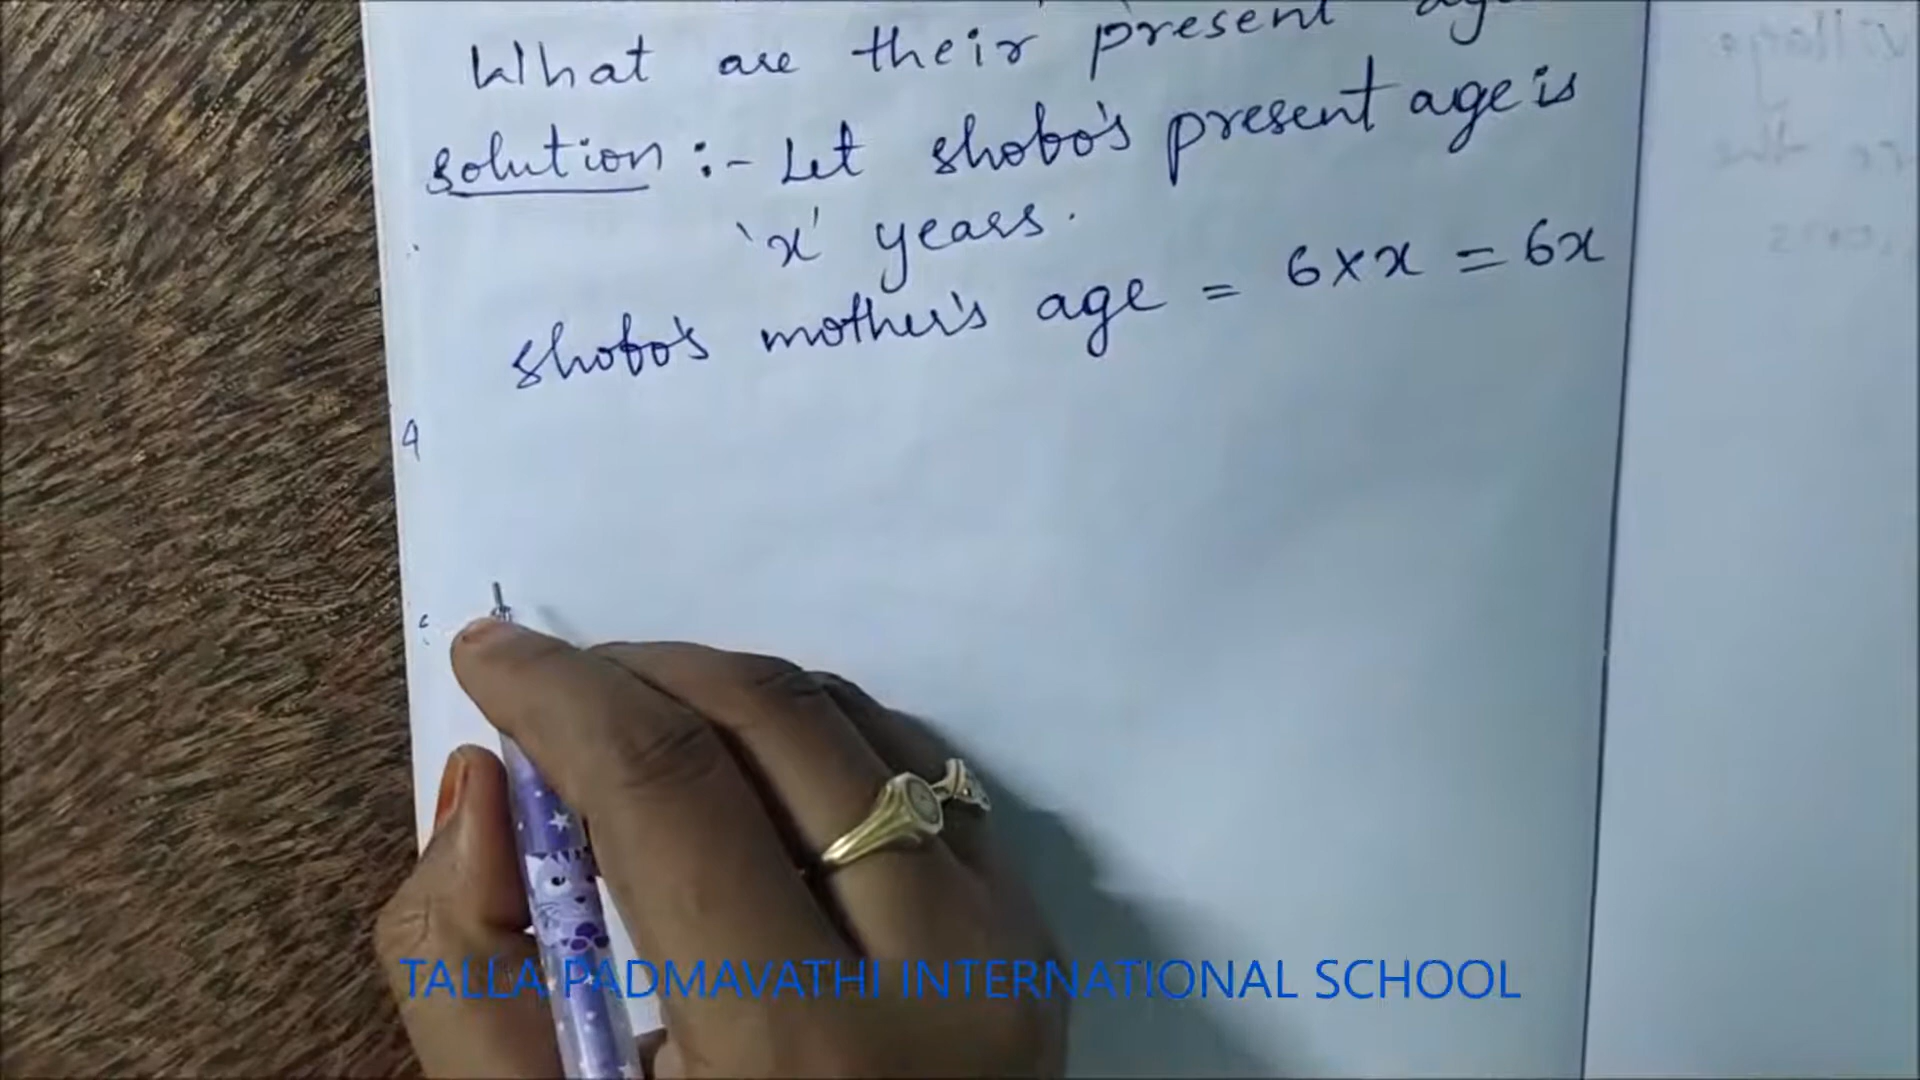 What are their present
solution :- Let shobo's present age is
'x' years.
shobo's mother's age = 6 x x = 6x
TALLA PADMAVATHI INTERNATIONAL SCHOOL